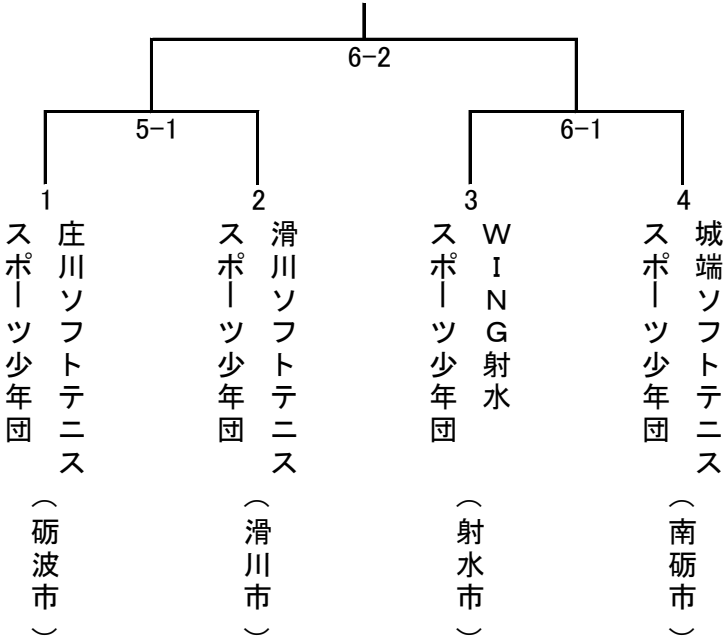 6-2
5-1
6-1
1
庄川ソフトテニス
スポーツ少年団
（砺波市）
2
滑川ソフトテニス
スポーツ少年団
（滑川市）
3
ＷＩＮＧ射水
スポーツ少年団
（射水市）
4
城端ソフトテニス
スポーツ少年団
（南砺市）